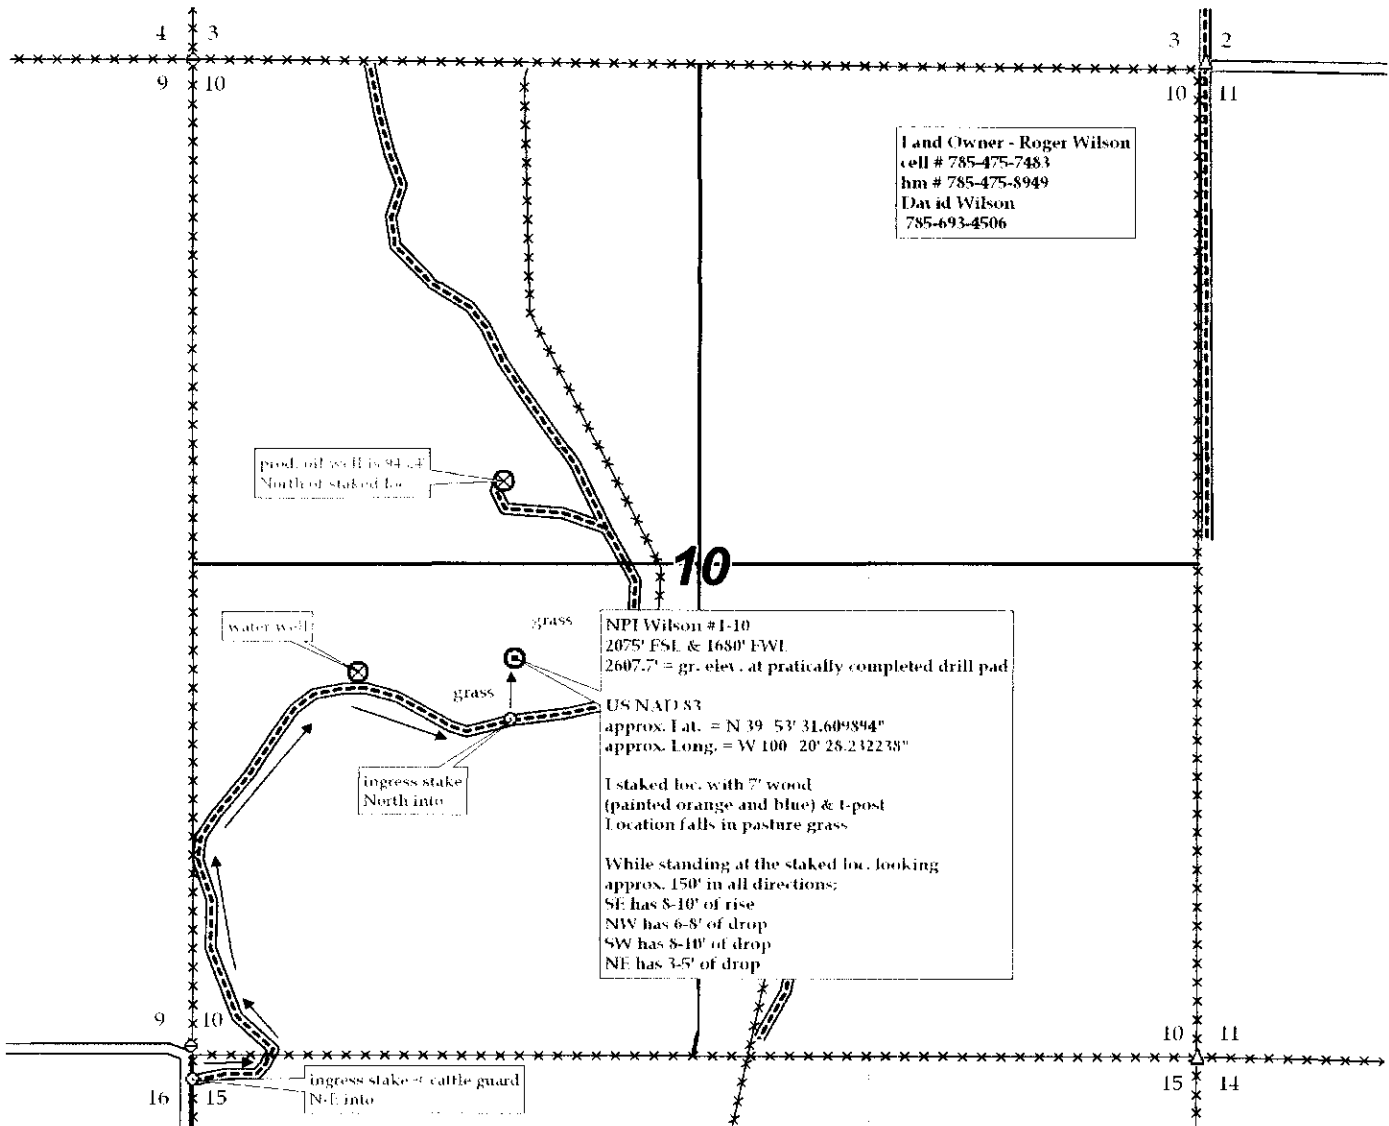 4 3
3 2
9 10
10 11
Land Owner - Roger Wilson
cell # 785-475-7483
hm # 785-475-8949
David Wilson
785-693-4506
prod. oil well is
North of staked loc.
10
water well
grass
grass
NPI Wilson #1-10
2075' FSL & 1680' FWL
2607.7' = gr. elev. at pratically completed drill pad
US NAD 83
approx. Lat. = N 39 53' 31.609894"
approx. Long. = W 100 20' 28.232238"
I staked loc. with 7' wood
(painted orange and blue) & t-post
Location falls in pasture grass
While standing at the staked loc. looking
approx. 150' in all directions;
SE has 8-10' of rise
NW has 6-8' of drop
SW has 8-10' of drop
NE has 3-5' of drop
ingress stake
North into
9 10
10 11
ingress stake @ cattle guard
N-E into
16 15
15 14